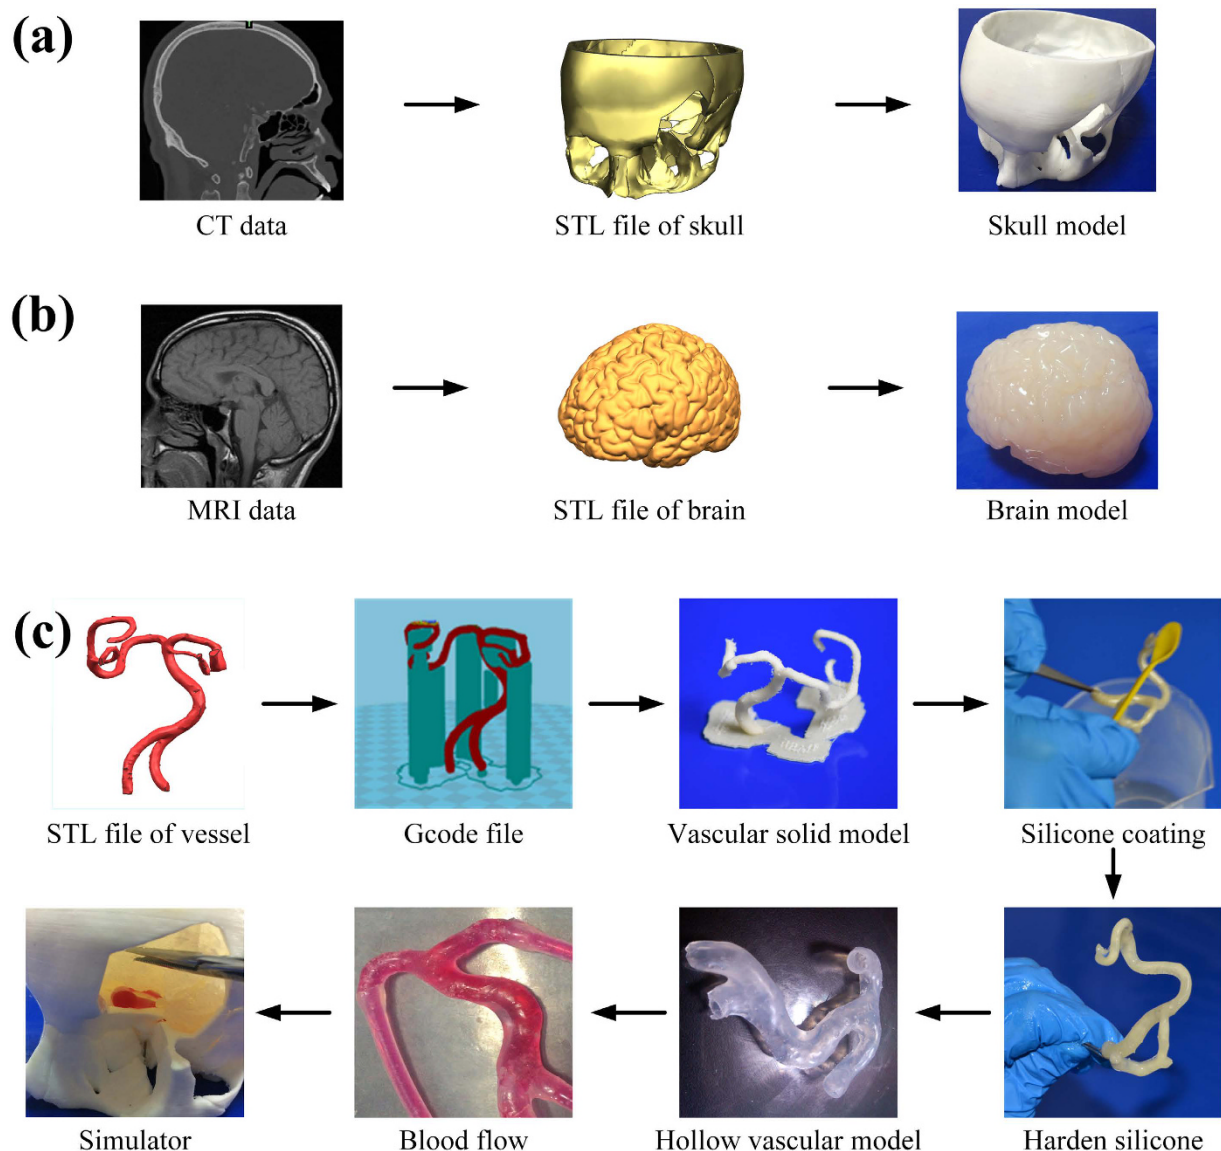 (a)
CT data
STL file of skull
Skull model
(b)
MRI data
STL file of brain
Brain model
(c)
STL file of vessel
Gcode file
Vascular solid model
Silicone coating
Simulator
Blood flow
Hollow vascular model
Harden silicone